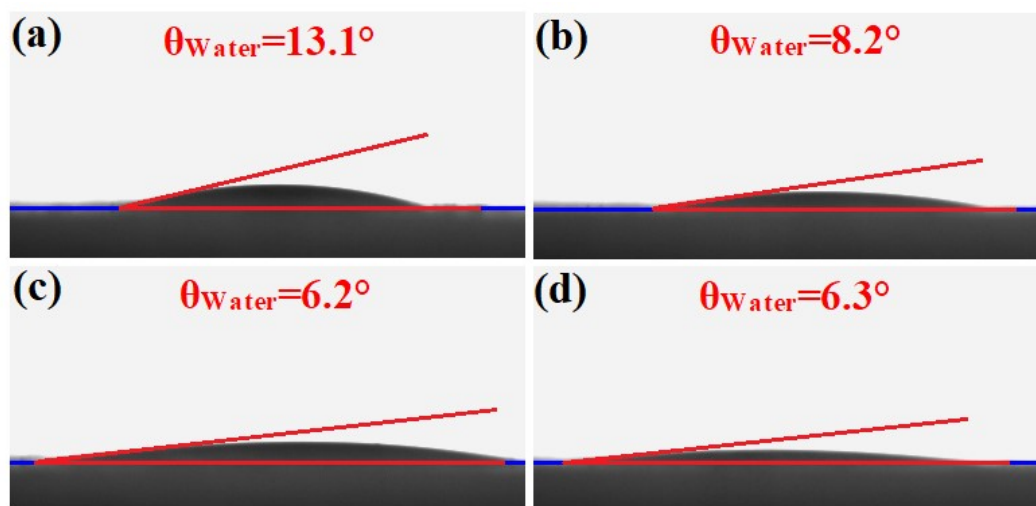 (a) θWater=13.1°
(b) θWater=8.2°
(c) θWater=6.2°
(d) θWater=6.3°